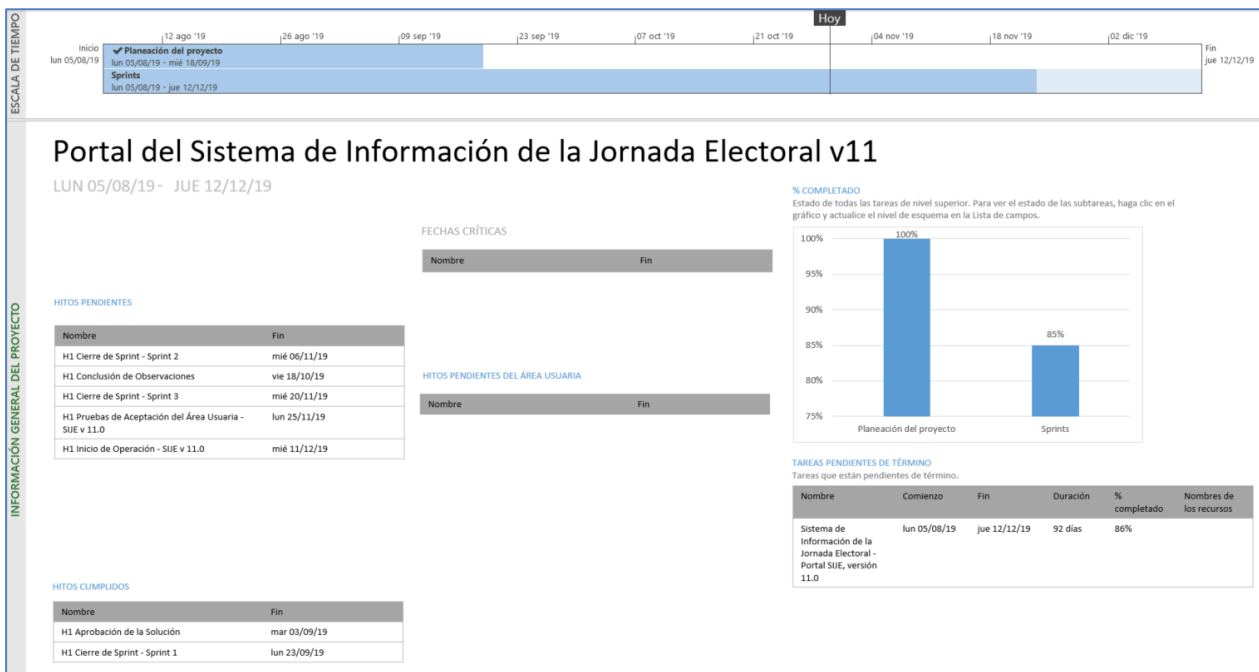 ESCALA DE TIEMPO
Hoy
12 ago '19 26 ago '19 09 sep '19 23 sep '19 07 oct '19 21 oct '19 04 nov '19 18 nov '19 02 dic '19
Inicio
lun 05/08/19
Planeación del proyecto
lun 05/08/19 - mié 18/09/19
Sprints
lun 05/08/19 - jue 12/12/19
Fin
jue 12/12/19
INFORMACIÓN GENERAL DEL PROYECTO
Portal del Sistema de Información de la Jornada Electoral v11
LUN 05/08/19 - JUE 12/12/19
HITOS PENDIENTES
Nombre Fin
H1 Cierre de Sprint - Sprint 2 mié 06/11/19
H1 Conclusión de Observaciones vie 18/10/19
H1 Cierre de Sprint - Sprint 3 mié 20/11/19
H1 Pruebas de Aceptación del Área Usuaria - lun 25/11/19
SIJE v 11.0
H1 Inicio de Operación - SIJE v 11.0 mié 11/12/19
HITOS CUMPLIDOS
Nombre Fin
H1 Aprobación de la Solución mar 03/09/19
H1 Cierre de Sprint - Sprint 1 lun 23/09/19
FECHAS CRÍTICAS
Nombre Fin
HITOS PENDIENTES DEL ÁREA USUARIA
Nombre Fin
% COMPLETADO
Estado de todas las tareas de nivel superior. Para ver el estado de las subtareas, haga clic en el
gráfico y actualice el nivel de esquema en la Lista de campos.
100%
95%
90%
85%
80%
75%
100%
85%
Planeación del proyecto Sprints
TAREAS PENDIENTES DE TÉRMINO
Tareas que están pendientes de término.
Nombre Comienzo Fin Duración % Nombres de
completado los recursos
Sistema de lun 05/08/19 jue 12/12/19 92 días 86%
Información de la
Jornada Electoral -
Portal SIJE, versión
11.0